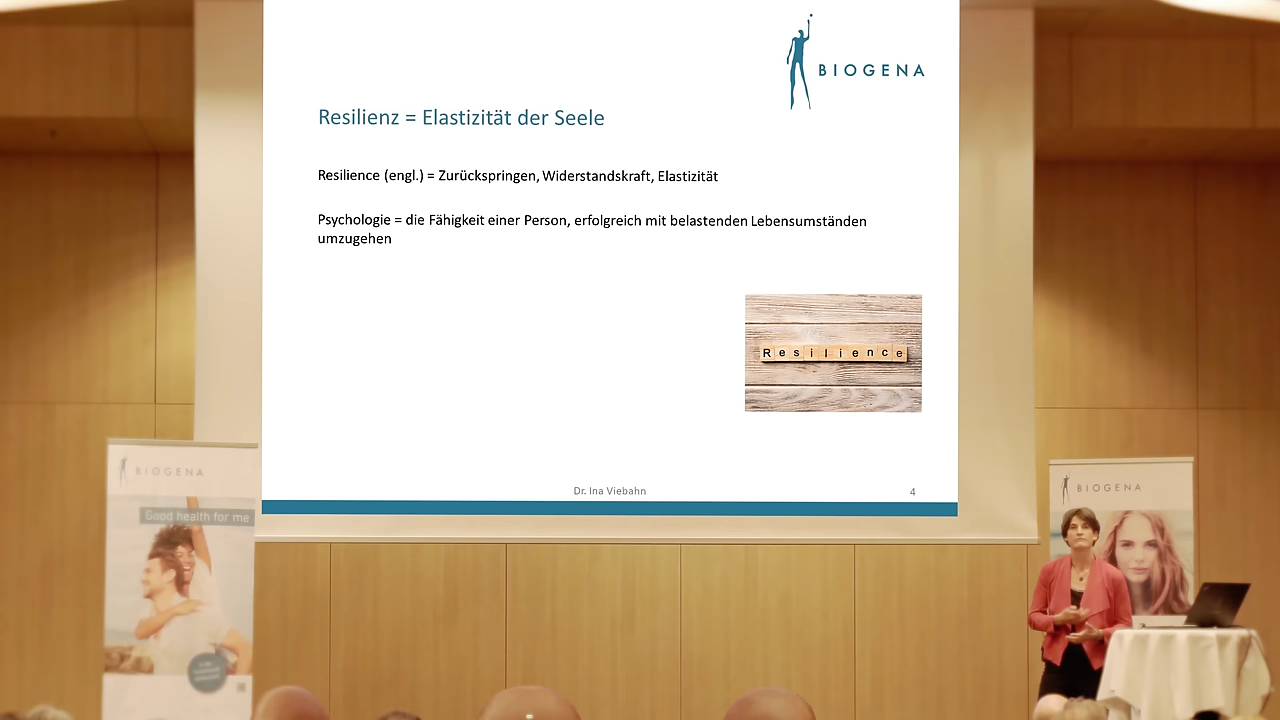 BIOGENA
Resilienz = Elastizität der Seele
Resilience (engl.) = Zurückspringen, Widerstandskraft, Elastizität
Psychologie = die Fähigkeit einer Person, erfolgreich mit belastenden Lebensumständen
umzugehen
Resilience
Dr. Ina Viebahn
4
BIOGENA
Good health for me
BIOGENA